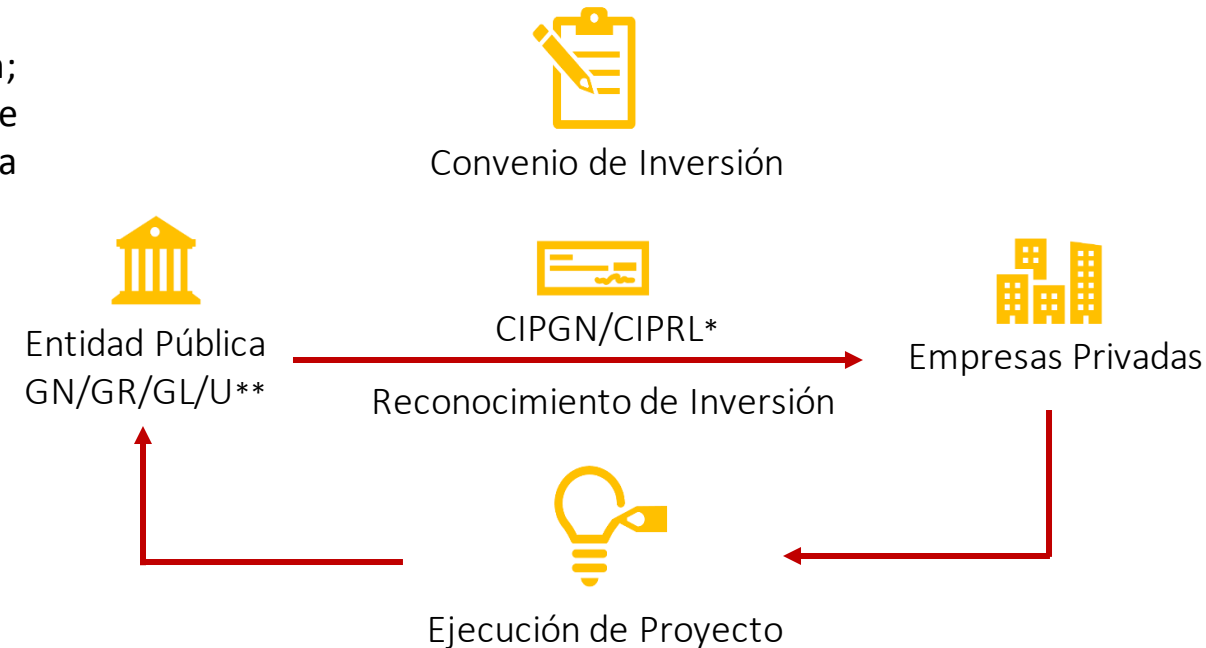 ;
e
a
Convenio de Inversión
CIPGN/CIPRL*
Entidad Pública
GN/GR/GL/U**
Empresas Privadas
Reconocimiento de Inversión
Ejecución de Proyecto